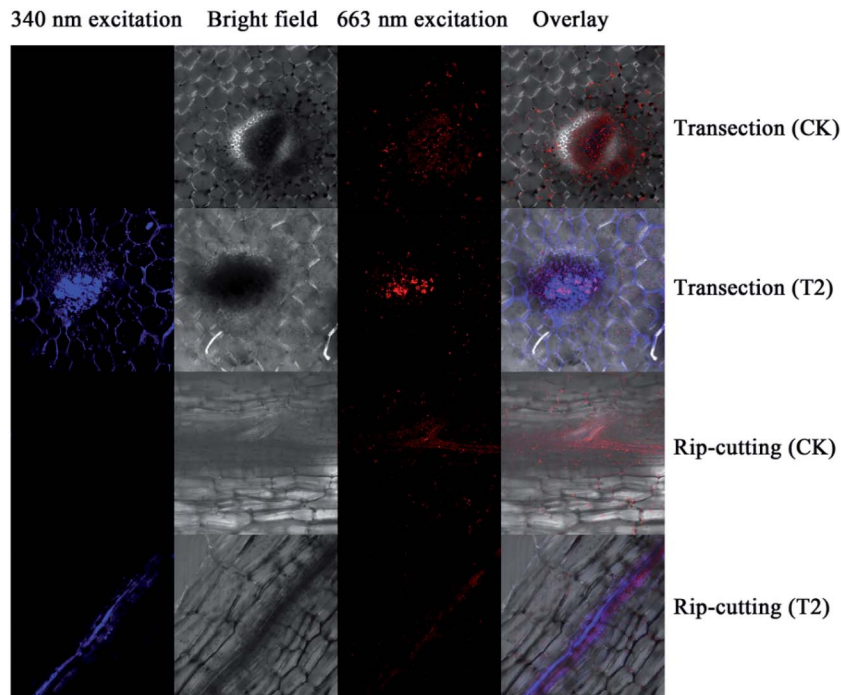 340 nm excitation Bright field 663 nm excitation Overlay
Transection (CK)
Transection (T2)
Rip-cutting (CK)
Rip-cutting (T2)